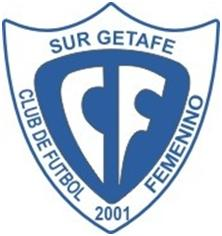 SUR GETAFE
CLUB DE FUTBOL
CF
FEMENINO
2001